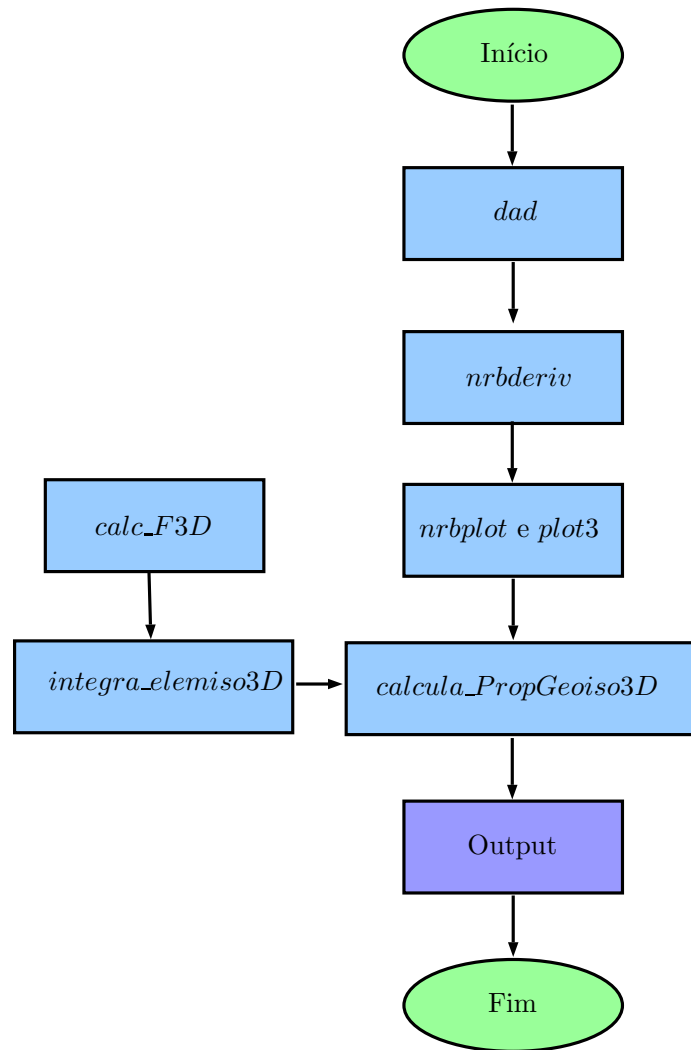 Início
dad
nrbderiv
calc_F3D
nrbplot e plot3
integra_elemiso3D
calcula_PropGeoiso3D
Output
Fim